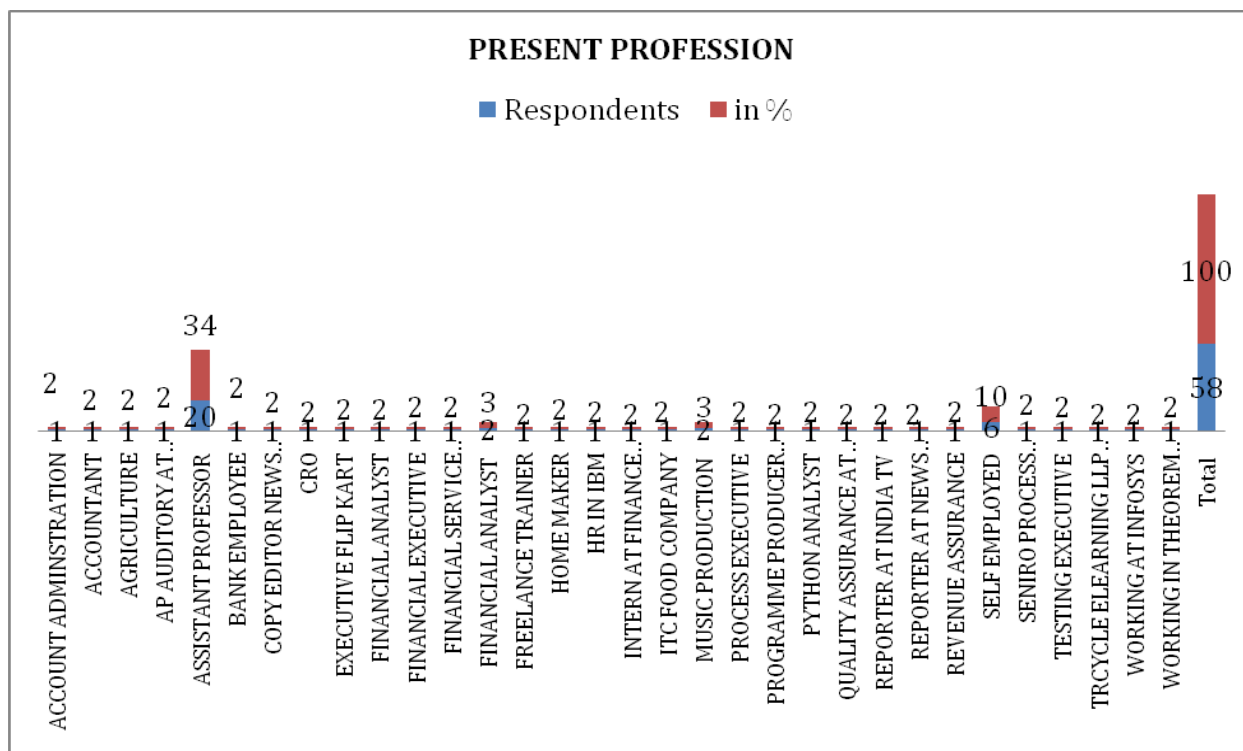 PRESENT PROFESSION
Respondents in %
2 2 2 2 34 2 2 2 2 2 2 2 3 2 2 2 2 2 3 2 2 2 2 2 2 2 10 2 2 2 2 2 100
1 1 1 1 20 1 1 1 1 1 1 1 2 1 1 1 1 1 2 1 1 1 1 1 1 1 6 1 1 1 1 1 58
ACCOUNT ADMINISTRATION
ACCOUNTANT
AGRICULTURE
AP AUDITORY AT...
ASSISTANT PROFESSOR
BANK EMPLOYEE
COPY EDITOR NEWS...
CRO
EXECUTIVE FLIP KART
FINANCIAL ANALYST
FINANCIAL EXECUTIVE
FINANCIAL SERVICE...
FINANCIAL ANALYST
FREELANCE TRAINER
HOME MAKER
HR IN IBM
INTERN AT FINANCE...
ITC FOOD COMPANY
MUSIC PRODUCTION
PROCESS EXECUTIVE
PROGRAMME PRODUCER...
PYTHON ANALYST
QUALITY ASSURANCE AT...
REPORTER AT INDIA TV
REPORTER AT NEWS...
REVENUE ASSURANCE
SELF EMPLOYED
SENIRO PROCESS...
TESTING EXECUTIVE
TRCYCLE ELEARNING LLP...
WORKING AT INFOSYS
WORKING IN THEOREM...
Total